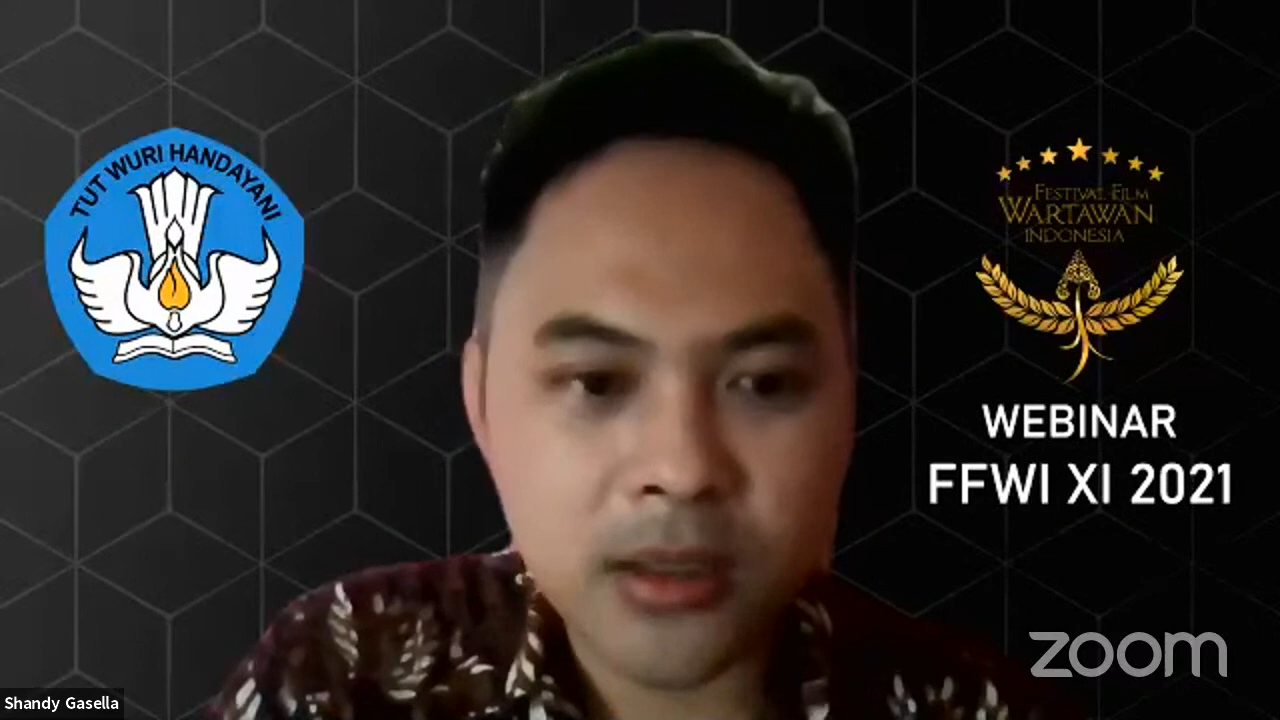 TUT WURI HANDAYANI
FESTIVAL FILM
WARTAWAN
INDONESIA
WEBINAR
FFWI XI 2021
zoom
Shandy Gasella